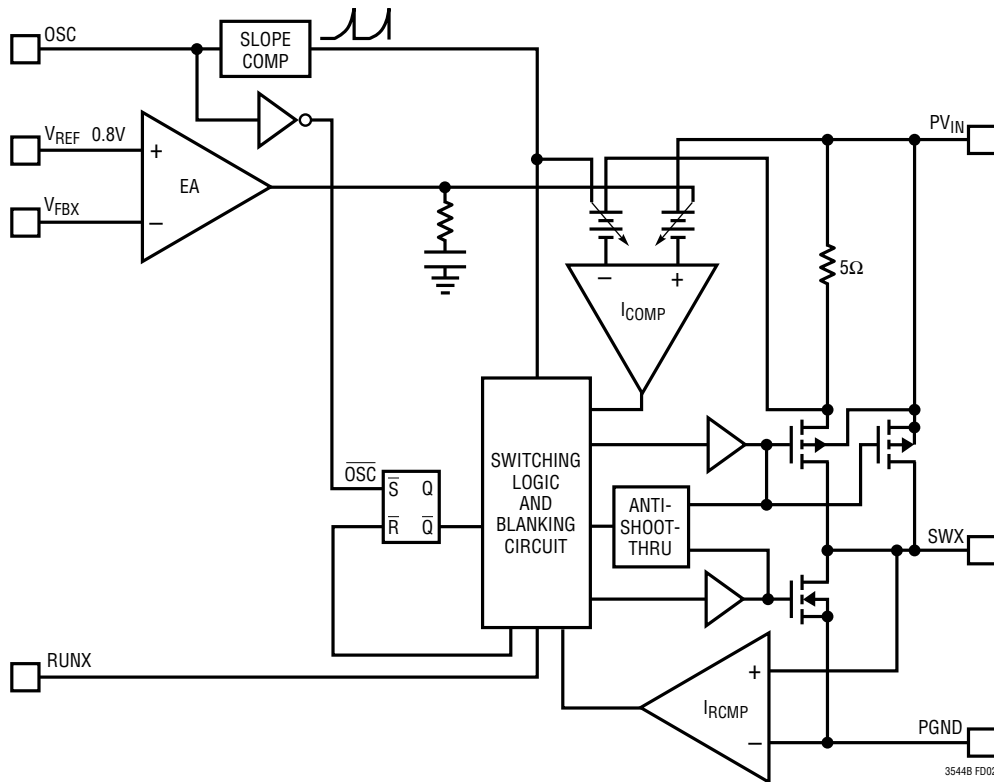 OSC
SLOPE
COMP
V_REF 0.8V
+
EA
V_FBX
−
PV_IN
5Ω
− +
I_COMP
SWITCHING
LOGIC
AND
BLANKING
CIRCUIT
O̅S̅C̅
S̅ Q
R̅ Q̅
ANTI-
SHOOT-
THRU
SWX
RUNX
+
I_RCMP
−
PGND
3544B FD02